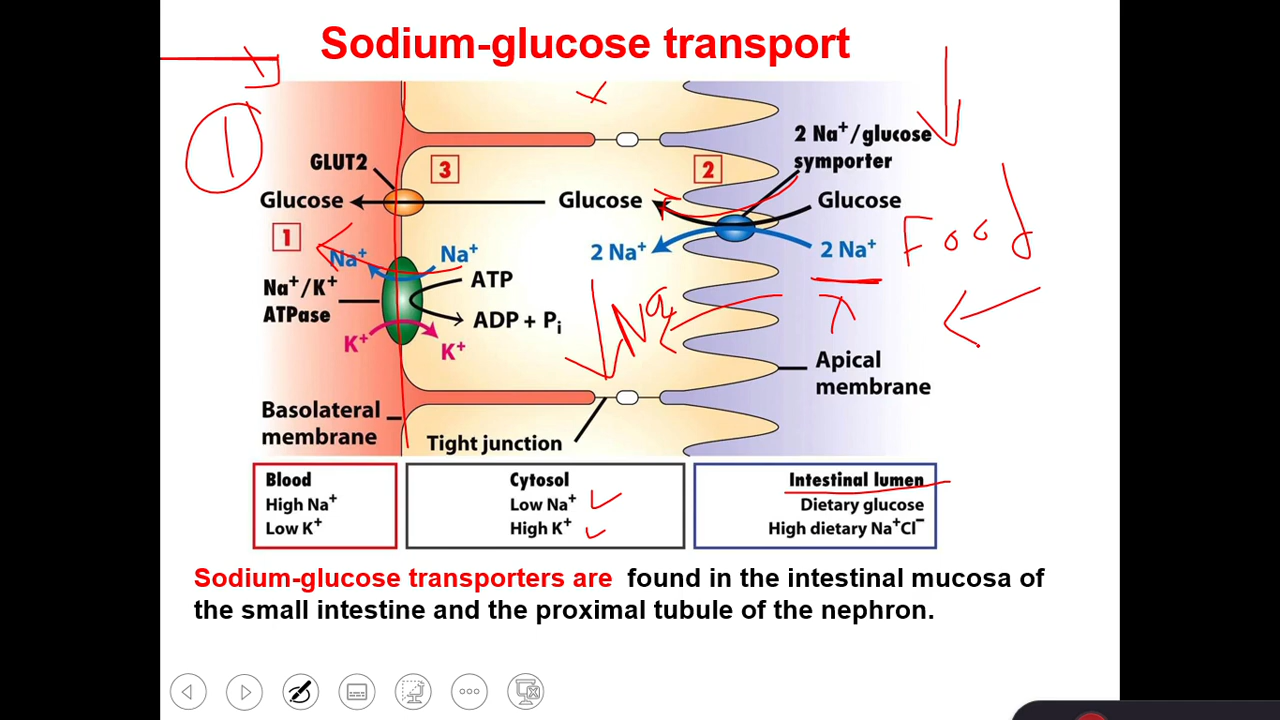 Sodium-glucose transport
1
2 Na⁺/glucose
symporter
GLUT2
3
2
Glucose
Glucose
Glucose
Food
1
Na⁺
Na⁺
2 Na⁺
2 Na⁺
Na⁺/K⁺
ATPase
ATP
ADP + Pᵢ
Na
K⁺
K⁺
Apical
membrane
Basolateral
membrane
Tight junction
Blood
High Na⁺
Low K⁺
Cytosol
Low Na⁺
High K⁺
Intestinal lumen
Dietary glucose
High dietary Na⁺Cl⁻
Sodium-glucose transporters are found in the intestinal mucosa of
the small intestine and the proximal tubule of the nephron.